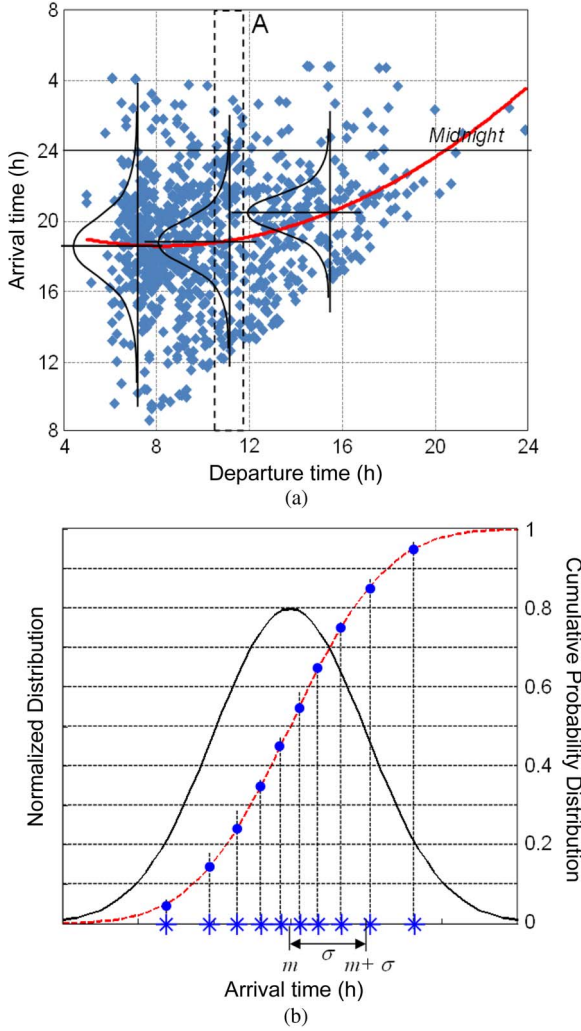 8
A
4
Midnight
24
Arrival time (h)
20
16
12
8
4 8 12 16 20 24
Departure time (h)
(a)
1
Normalized Distribution
Cumulative Probability Distribution
0.8
0.6
0.4
0.2
0
σ
m m+ σ
Arrival time (h)
(b)